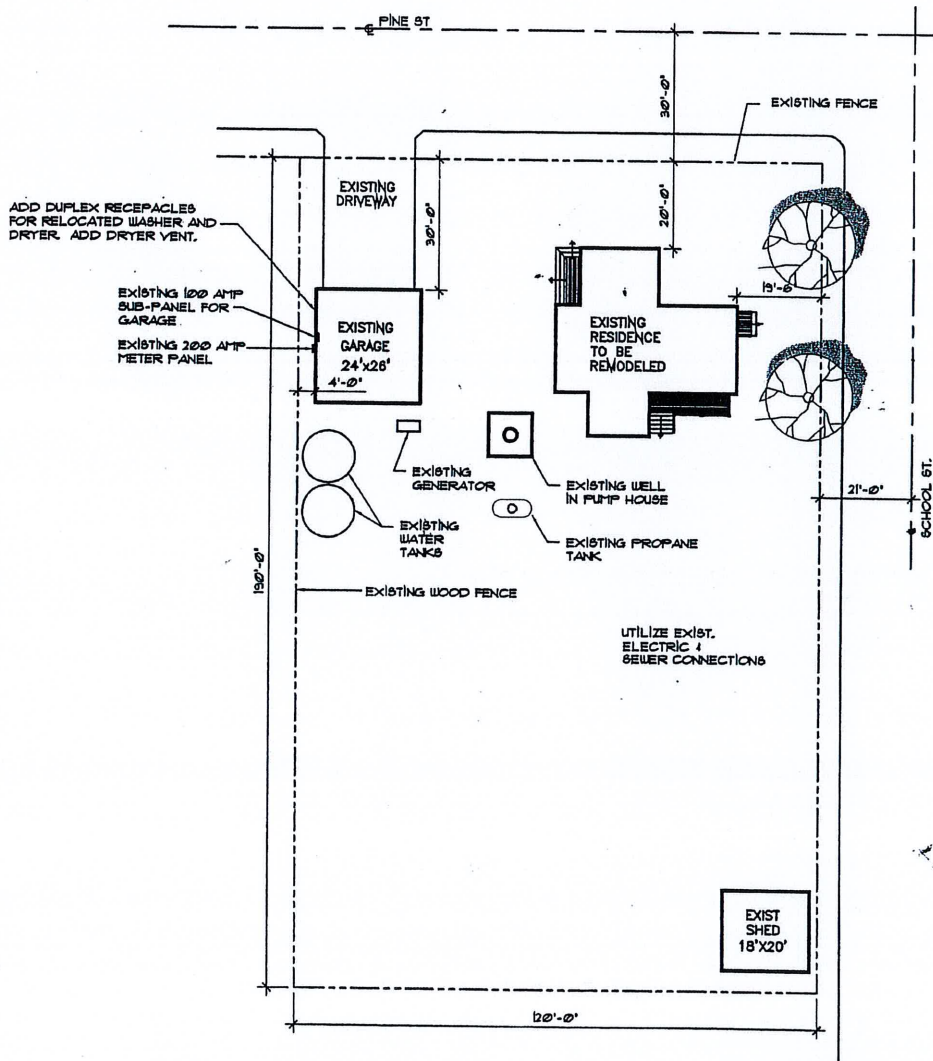 PINE ST
30'-0"
EXISTING FENCE
EXISTING
DRIVEWAY
30'-0"
20'-0"
ADD DUPLEX RECEPACLES
FOR RELOCATED WASHER AND
DRYER. ADD DRYER VENT.
19'-6
EXISTING 100 AMP
SUB-PANEL FOR
GARAGE
EXISTING 200 AMP
METER PANEL
EXISTING
GARAGE
24'x26'
4'-0"
EXISTING
RESIDENCE
TO BE
REMODELED
EXISTING
GENERATOR
EXISTING WELL
IN PUMP HOUSE
21'-0"
SCHOOL ST.
EXISTING
WATER
TANKS
EXISTING PROPANE
TANK
190'-0"
EXISTING WOOD FENCE
UTILIZE EXIST.
ELECTRIC &
SEWER CONNECTIONS
EXIST
SHED
18'X20'
120'-0"